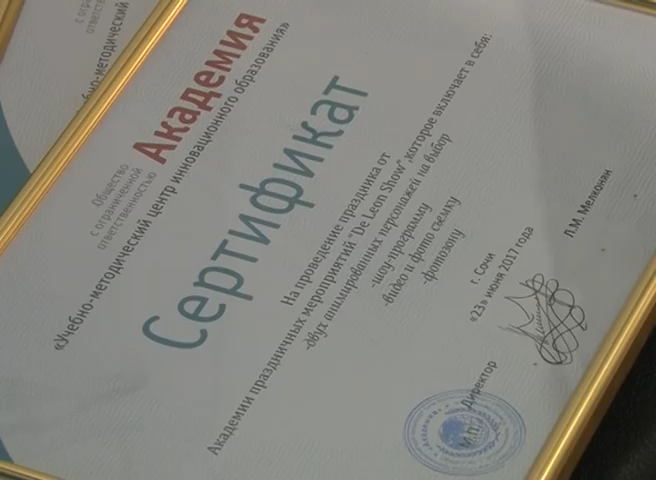 Общество
с ограниченной
ответственностью
Академия
«Учебно-методический центр инновационного образования»
Сертификат
На проведение праздника от
Академии праздничных мероприятий "De Leon Show",которое включает в себя:
-двух анимированных персонажей на выбор
-шоу-программу
-видео и фото съемку
-фотозону
г. Сочи
«23» июня 2017 года
М.П. Директор
Л.М. Мелконян